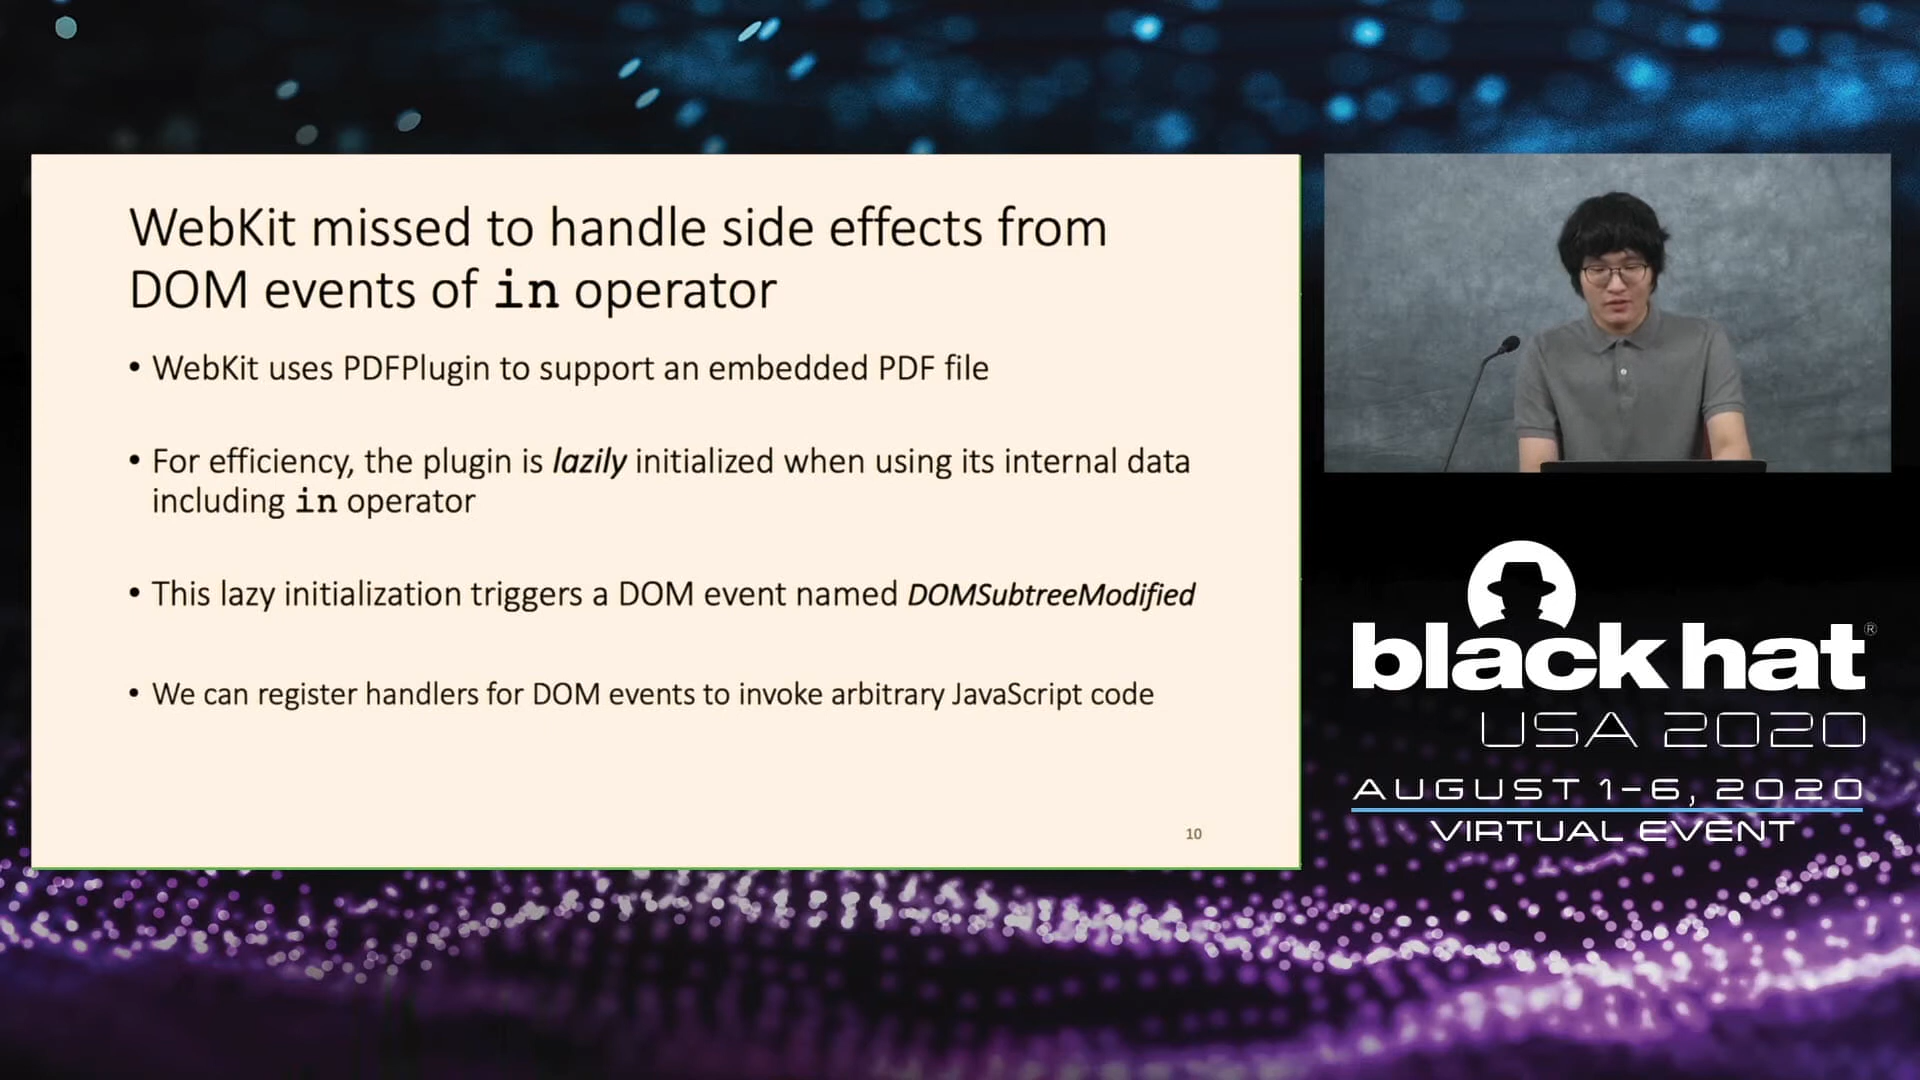 WebKit missed to handle side effects from
DOM events of in operator
• WebKit uses PDFPlugin to support an embedded PDF file
• For efficiency, the plugin is lazily initialized when using its internal data
including in operator
• This lazy initialization triggers a DOM event named DOMSubtreeModified
• We can register handlers for DOM events to invoke arbitrary JavaScript code
10
black hat®
USA 2020
AUGUST 1-6, 2020
VIRTUAL EVENT